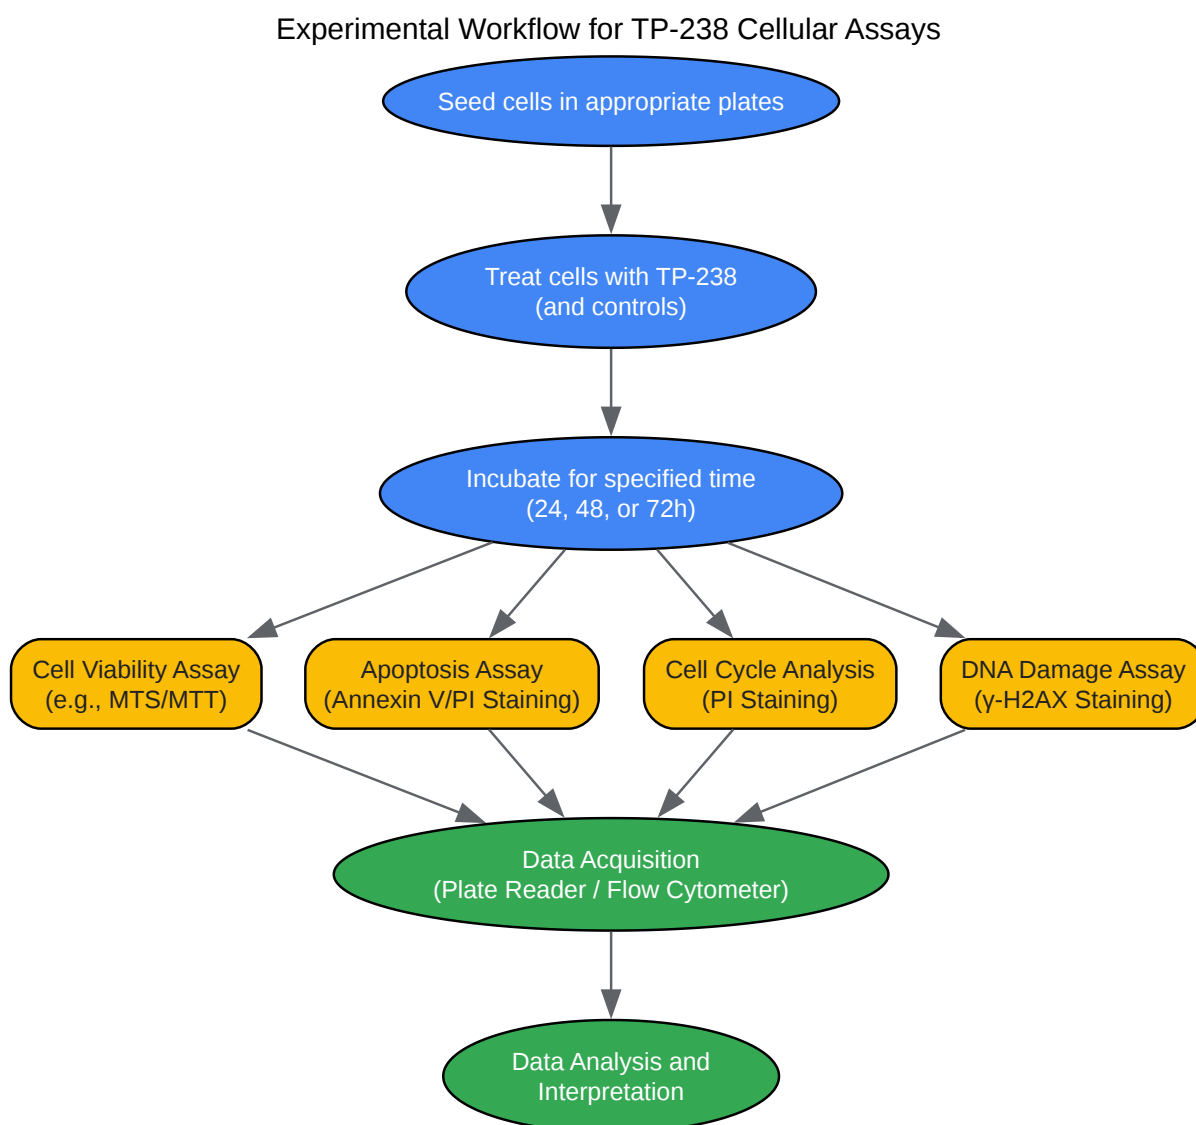 Experimental Workflow for TP-238 Cellular Assays
Seed cells in appropriate plates
Treat cells with TP-238
(and controls)
Incubate for specified time
(24, 48, or 72h)
Cell Viability Assay
(e.g., MTS/MTT)
Apoptosis Assay
(Annexin V/PI Staining)
Cell Cycle Analysis
(PI Staining)
DNA Damage Assay
(γ-H2AX Staining)
Data Acquisition
(Plate Reader / Flow Cytometer)
Data Analysis and
Interpretation